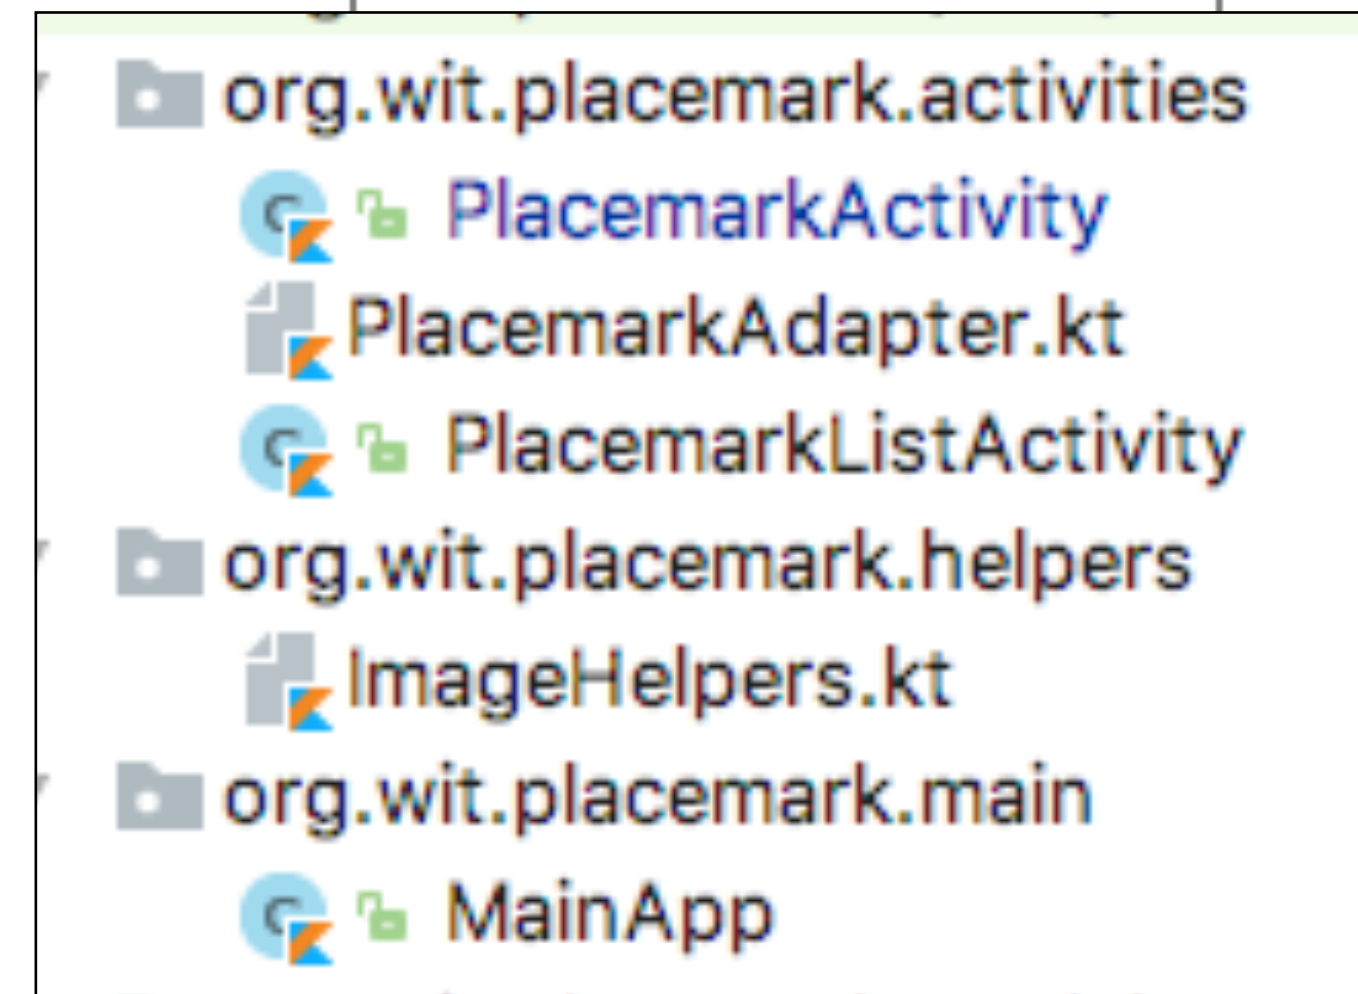 org.wit.placemark.activities
PlacemarkActivity
PlacemarkAdapter.kt
PlacemarkListActivity
org.wit.placemark.helpers
ImageHelpers.kt
org.wit.placemark.main
MainApp